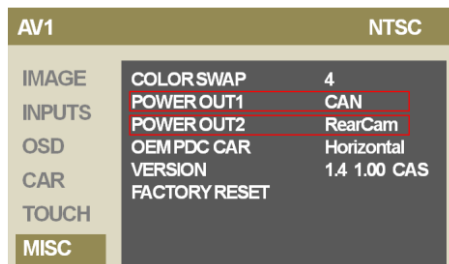 AV1 NTSC
IMAGE
INPUTS
OSD
CAR
TOUCH
MISC
COLOR SWAP 4
POWER OUT1 CAN
POWER OUT2 RearCam
OEM PDC CAR Horizontal
VERSION 1.4 1.00 CAS
FACTORY RESET